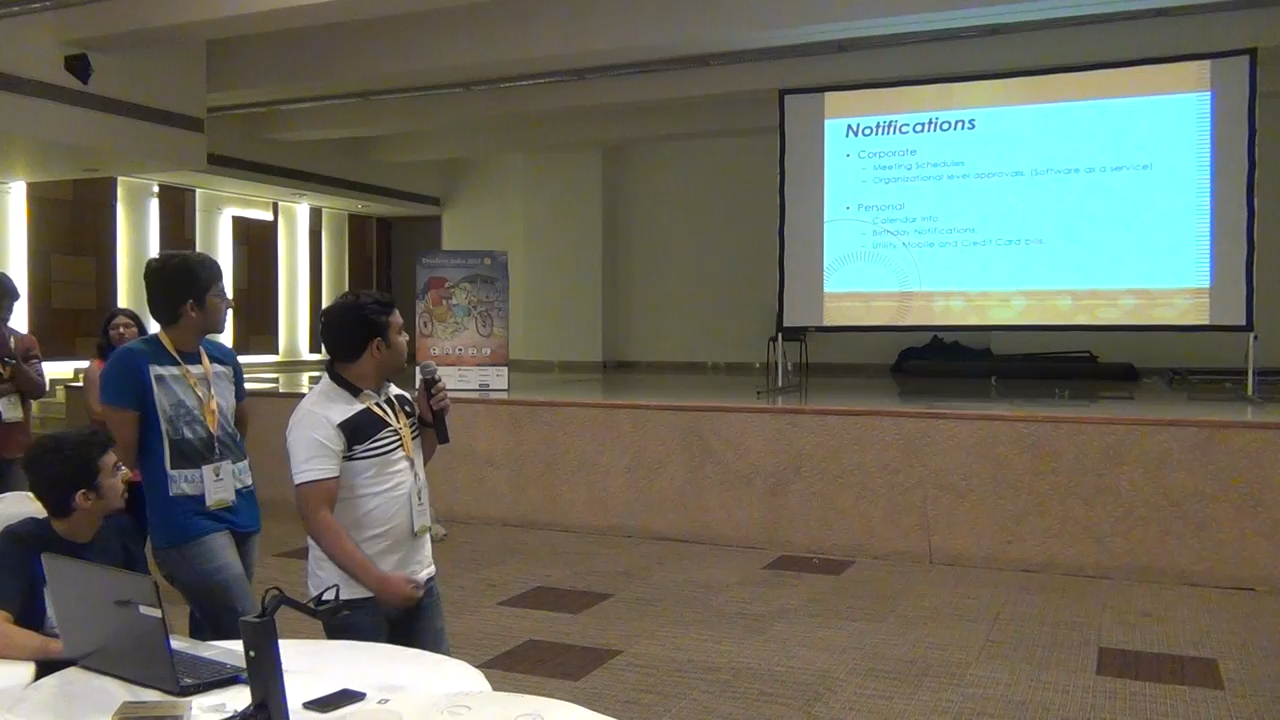 Notifications
• Corporate
– Meeting Schedules
– Organizational level approvals. (Software as a service)
• Personal
– Calendar Info
– Birthday Notifications.
– Utility, Mobile and Credit Card bills.
India